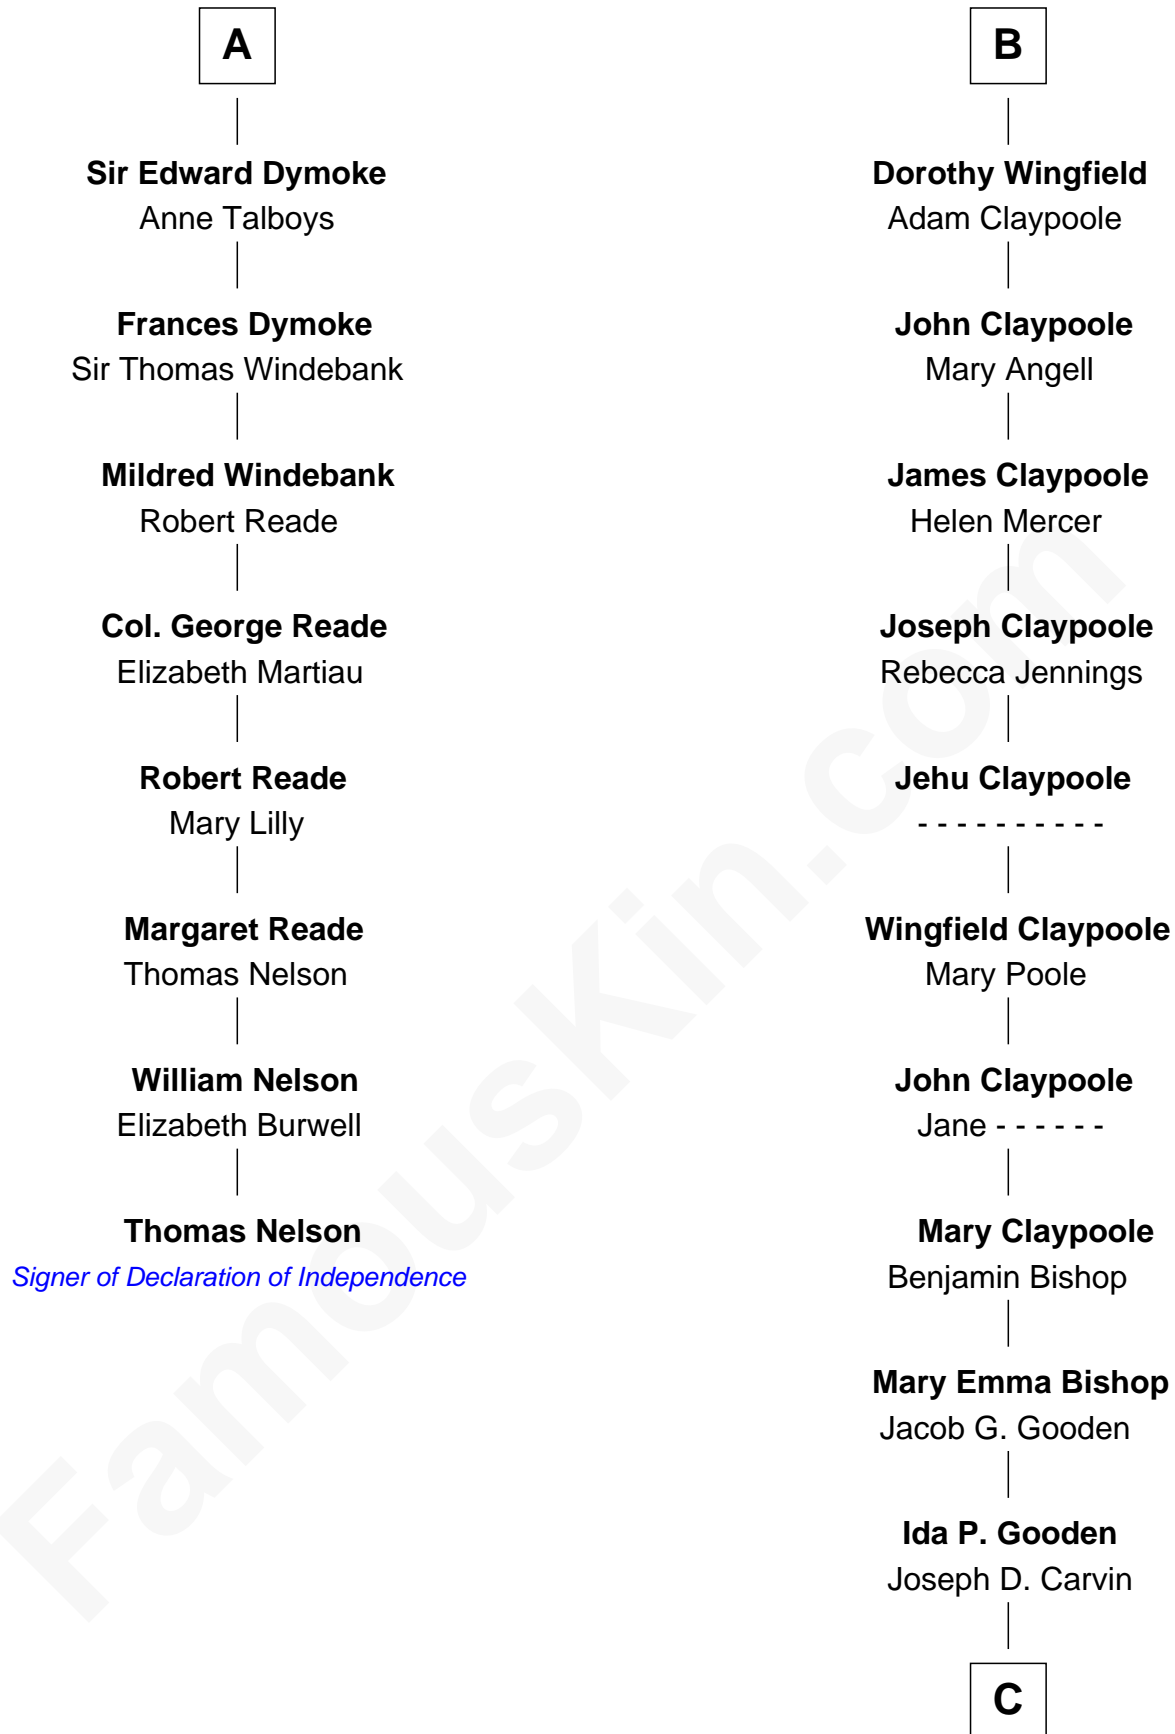 A
Sir Edward Dymoke
Anne Talboys
Frances Dymoke
Sir Thomas Windebank
Mildred Windebank
Robert Reade
Col. George Reade
Elizabeth Martiau
Robert Reade
Mary Lilly
Margaret Reade
Thomas Nelson
William Nelson
Elizabeth Burwell
Thomas Nelson
Signer of Declaration of Independence
B
Dorothy Wingfield
Adam Claypoole
John Claypoole
Mary Angell
James Claypoole
Helen Mercer
Joseph Claypoole
Rebecca Jennings
Jehu Claypoole
- - - - - - - - - -
Wingfield Claypoole
Mary Poole
John Claypoole
Jane - - - - - -
Mary Claypoole
Benjamin Bishop
Mary Emma Bishop
Jacob G. Gooden
Ida P. Gooden
Joseph D. Carvin
C
FamousKin.com